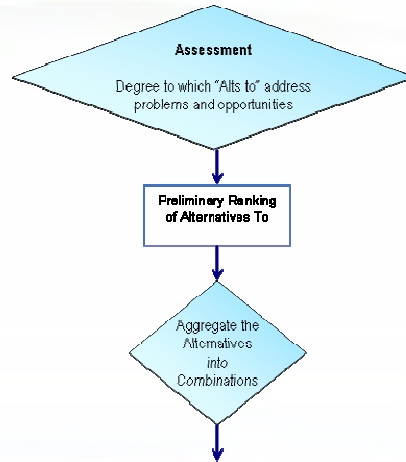 Assessment
Degree to which "Alts to" address
problems and opportunities
Preliminary Ranking
of Alternatives To
Aggregate the
Alternatives
into
Combinations